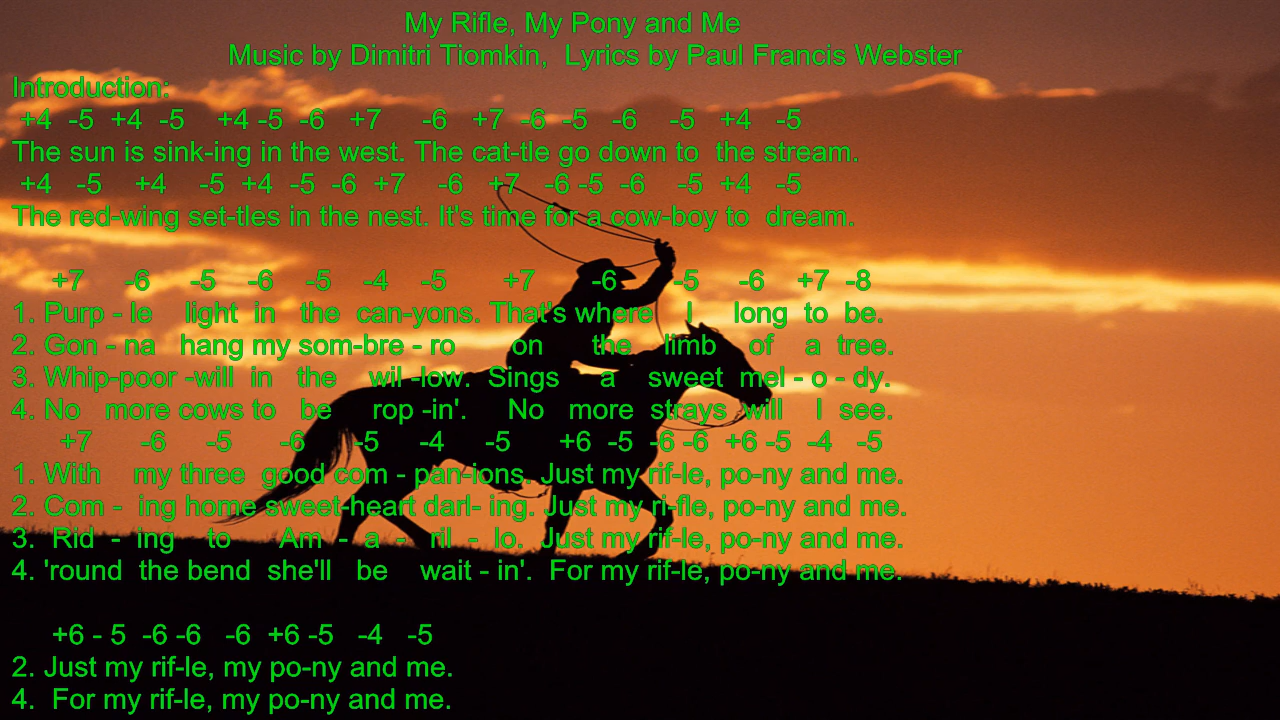 My Rifle, My Pony and Me
Music by Dimitri Tiomkin, Lyrics by Paul Francis Webster
Introduction:
+4 -5 +4 -5 +4 -5 -6 +7 -6 +7 -6 -5 -6 -5 +4 -5
The sun is sink-ing in the west. The cat-tle go down to the stream.
+4 -5 +4 -5 +4 -5 -6 +7 -6 +7 -6 -5 -6 -5 +4 -5
The red-wing set-tles in the nest. It's time for a cow-boy to dream.
+7 -6 -5 -6 -5 -4 -5 +7 -6 -5 -6 +7 -8
1. Purp - le light in the can-yons. That's where I long to be.
2. Gon - na hang my som-bre - ro on the limb of a tree.
3. Whip-poor -will in the wil -low. Sings a sweet mel - o - dy.
4. No more cows to be rop -in'. No more strays will I see.
+7 -6 -5 -6 -5 -4 -5 +6 -5 -6 -6 +6 -5 -4 -5
1. With my three good com - pan-ions. Just my rif-le, po-ny and me.
2. Com - ing home sweet-heart darl- ing. Just my ri-fle, po-ny and me.
3. Rid - ing to Am - a - ril - lo. Just my rif-le, po-ny and me.
4. 'round the bend she'll be wait - in'. For my rif-le, po-ny and me.
+6 - 5 -6 -6 -6 +6 -5 -4 -5
2. Just my rif-le, my po-ny and me.
4. For my rif-le, my po-ny and me.